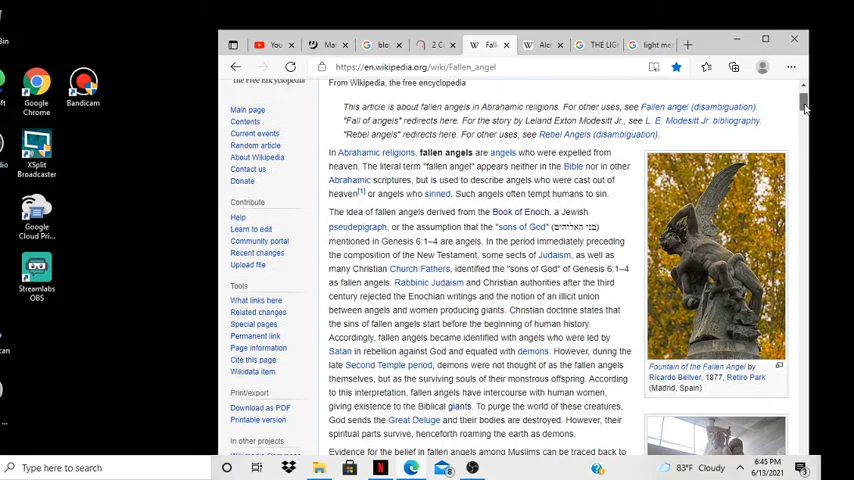 You
Mar
blo
2 C
Fall
Alc
THE LIG
light me
https://en.wikipedia.org/wiki/Fallen_angel
Google
Chrome
Bandicam
XSplit
Broadcaster
Google
Cloud Pri...
Streamlabs
OBS
Main page
Contents
Current events
Random article
About Wikipedia
Contact us
Donate
Contribute
Help
Learn to edit
Community portal
Recent changes
Upload file
Tools
What links here
Related changes
Special pages
Permanent link
Page information
Cite this page
Wikidata item
Print/export
Download as PDF
Printable version
In other projects
From Wikipedia, the free encyclopedia
This article is about fallen angels in Abrahamic religions. For other uses, see Fallen angel (disambiguation).
"Fall of angels" redirects here. For the story by Leland Exton Modesitt Jr., see L. E. Modesitt Jr. bibliography.
"Rebel angels" redirects here. For other uses, see Rebel Angels (disambiguation).
In Abrahamic religions, fallen angels are angels who were expelled from
heaven. The literal term "fallen angel" appears neither in the Bible nor in other
Abrahamic scriptures, but is used to describe angels who were cast out of
heaven[1] or angels who sinned. Such angels often tempt humans to sin.
The idea of fallen angels derived from the Book of Enoch, a Jewish
pseudepigraph, or the assumption that the "sons of God" (בני האלוהים)
mentioned in Genesis 6:1–4 are angels. In the period immediately preceding
the composition of the New Testament, some sects of Judaism, as well as
many Christian Church Fathers, identified the "sons of God" of Genesis 6:1–4
as fallen angels. Rabbinic Judaism and Christian authorities after the third
century rejected the Enochian writings and the notion of an illicit union
between angels and women producing giants. Christian doctrine states that
the sins of fallen angels start before the beginning of human history.
Accordingly, fallen angels became identified with angels who were led by
Satan in rebellion against God and equated with demons. However, during the
late Second Temple period, demons were not thought of as the fallen angels
themselves, but as the surviving souls of their monstrous offspring. According
to this interpretation, fallen angels have intercourse with human women,
giving existence to the Biblical giants. To purge the world of these creatures,
God sends the Great Deluge and their bodies are destroyed. However, their
spiritual parts survive, henceforth roaming the earth as demons.
Evidence for the belief in fallen angels among Muslims can be traced back to
Fountain of the Fallen Angel by
Ricardo Bellver, 1877, Retiro Park
(Madrid, Spain)
Type here to search
8
83°F Cloudy
6:45 PM
6/13/2021
3